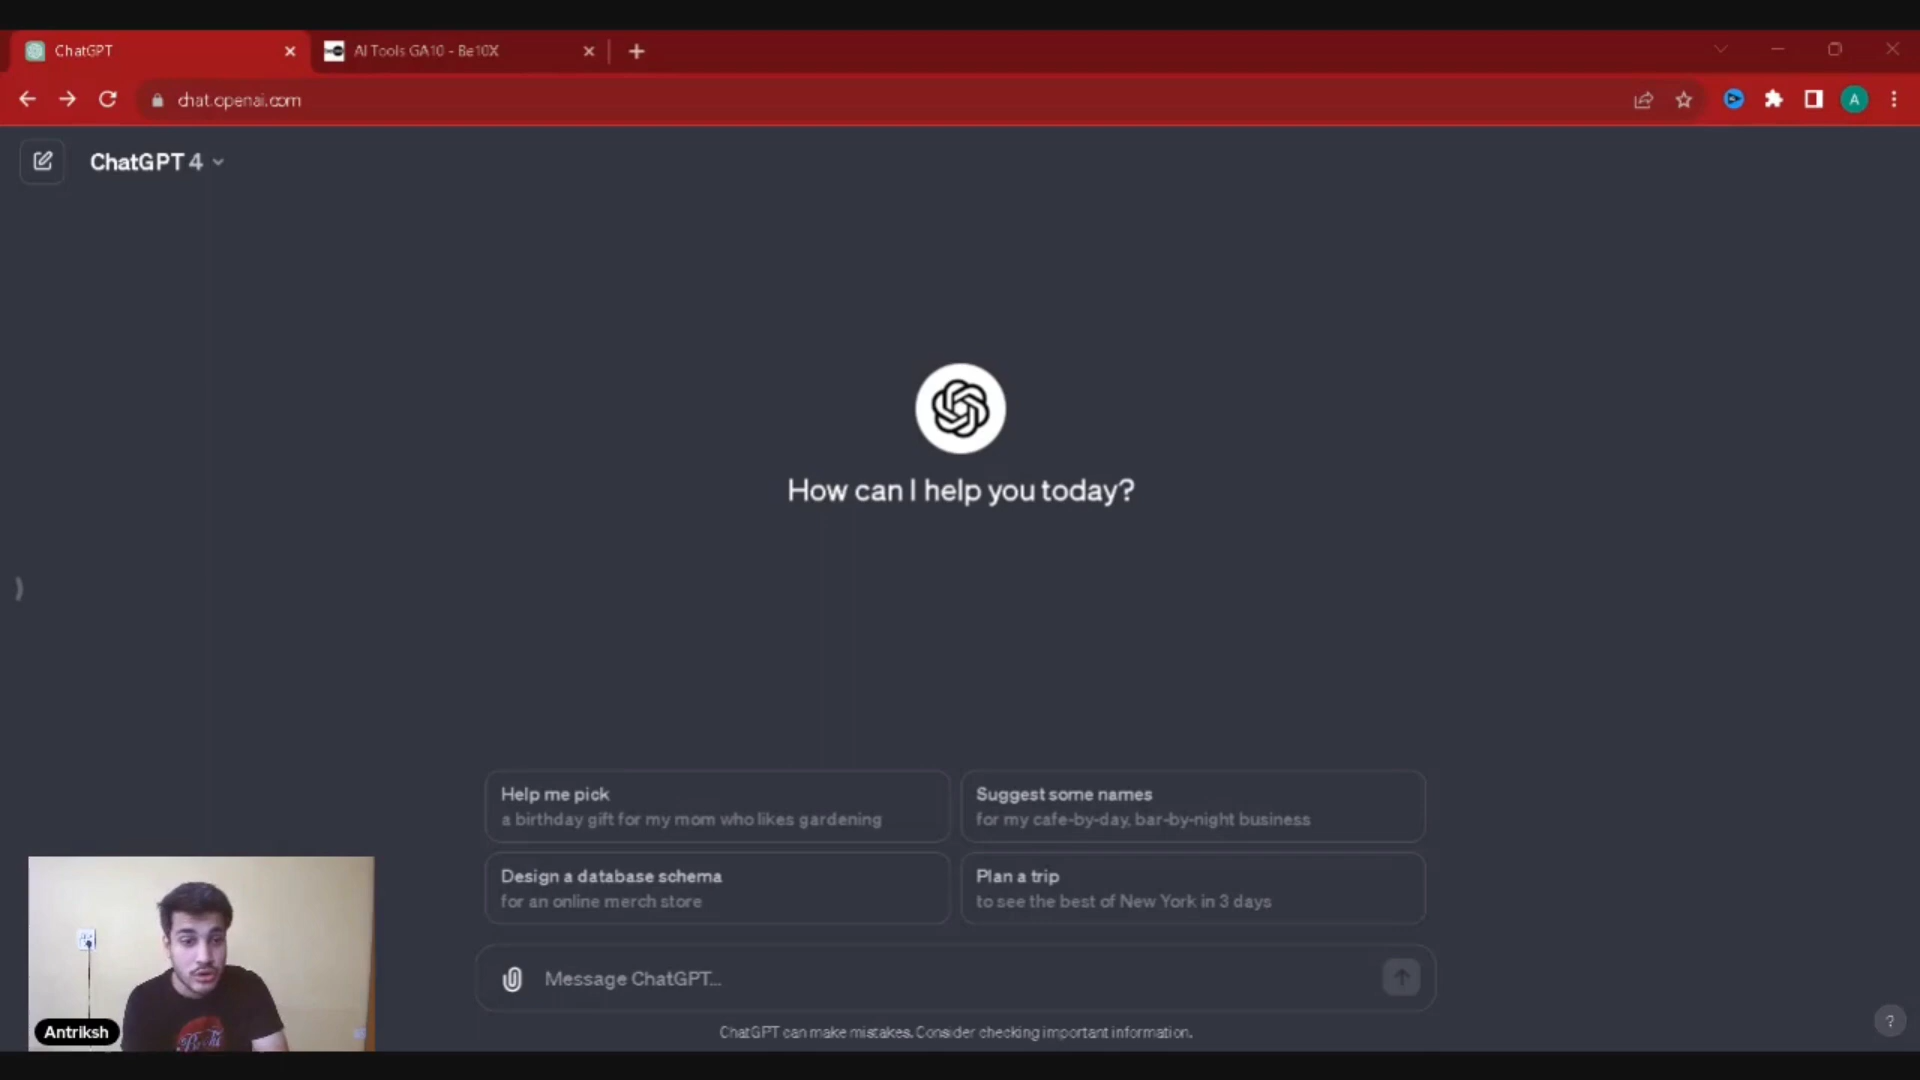 ChatGPT
AI Tools GA10 - Be10X
chat.openai.com
A
ChatGPT 4
How can I help you today?
Help me pick
a birthday gift for my mom who likes gardening
Suggest some names
for my cafe-by-day, bar-by-night business
Design a database schema
for an online merch store
Plan a trip
to see the best of New York in 3 days
Message ChatGPT...
ChatGPT can make mistakes. Consider checking important information.
?
Antriksh